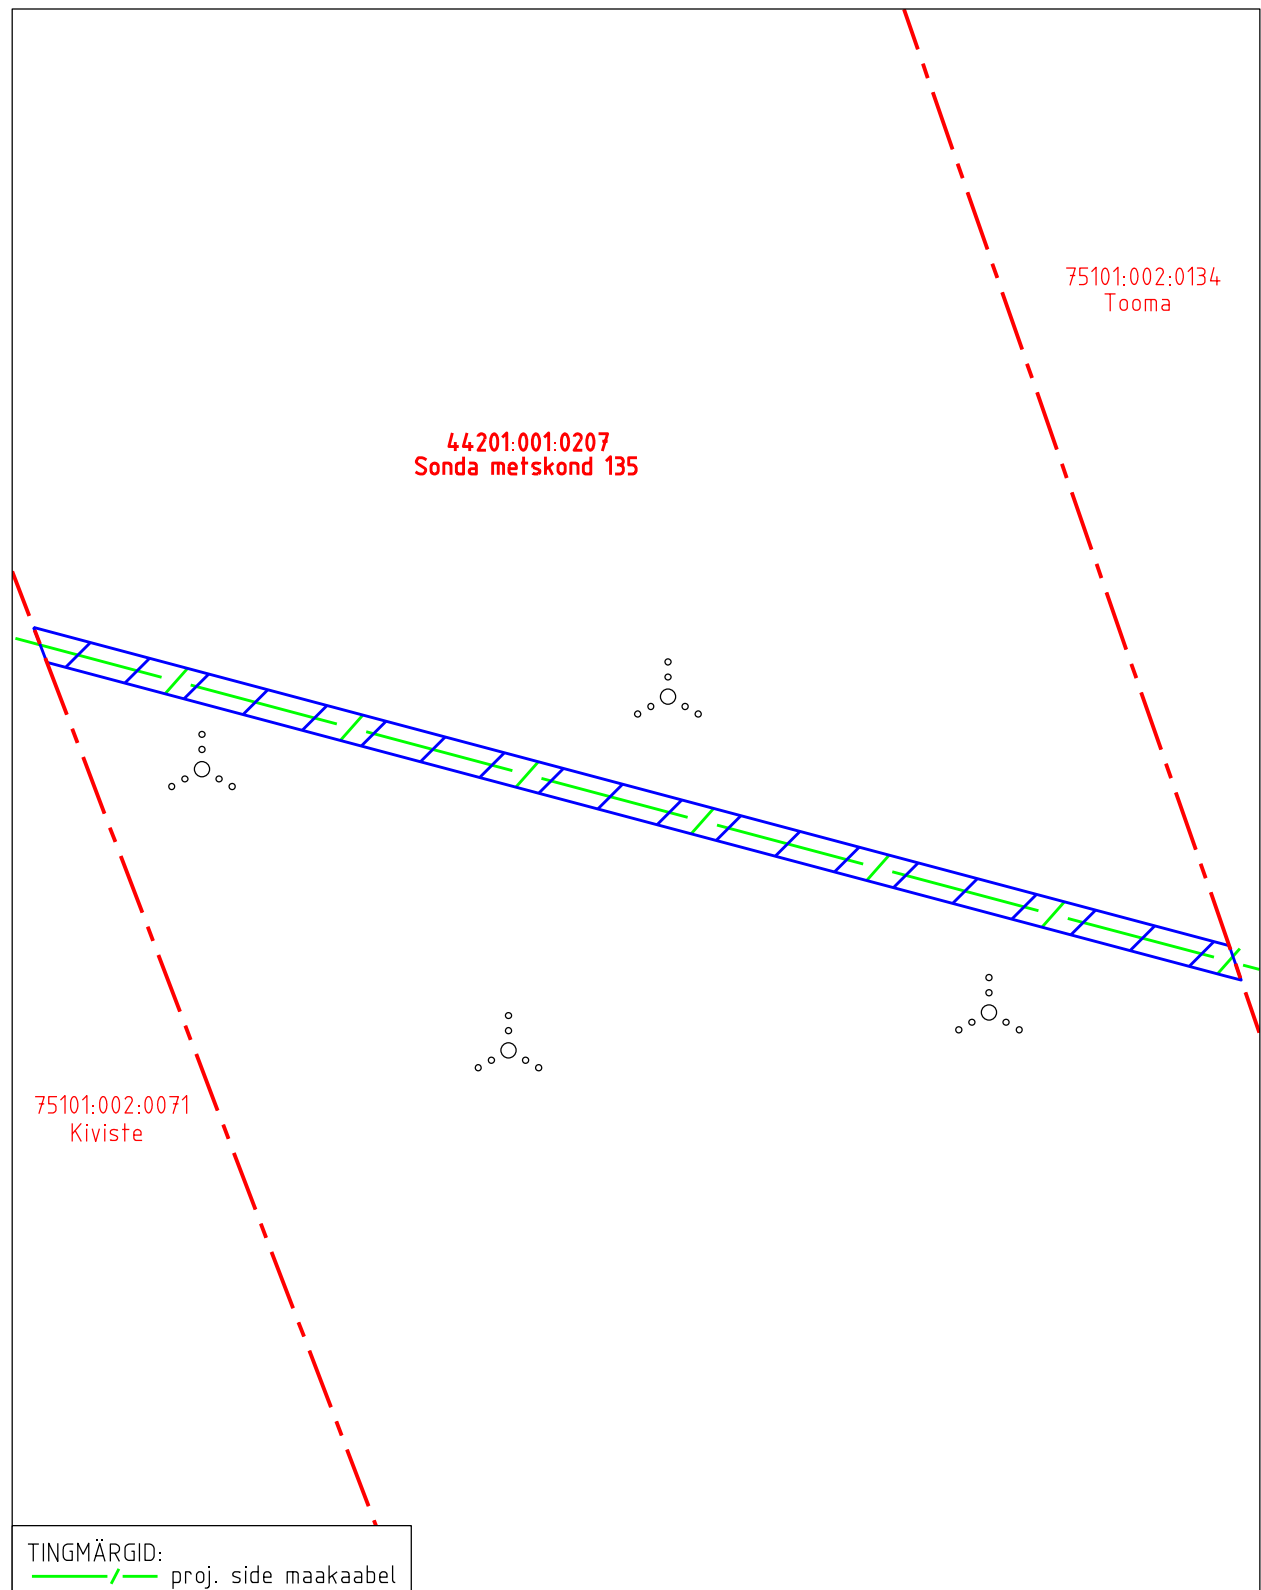 75101:002:0134
Tooma
44201:001:0207
Sonda metskond 135
75101:002:0071
Kiviste
TINGMÄRGID:
proj. side maakaabel